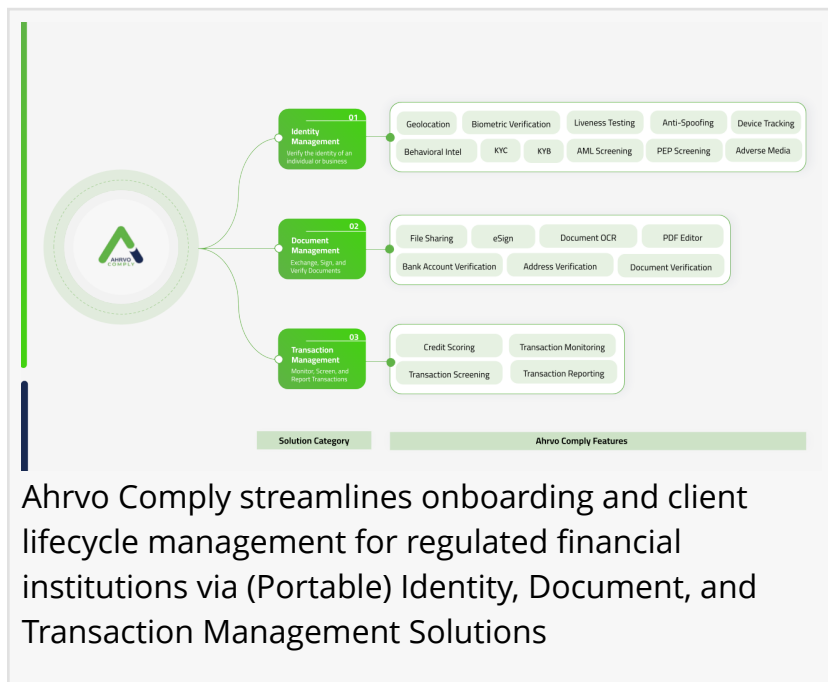 01
Identity
Management
Verify the identity of an
individual or business
Geolocation
Biometric Verification
Liveness Testing
Anti-Spoofing
Device Tracking
Behavioral Intel
KYC
KYB
AML Screening
PEP Screening
Adverse Media
AHRVO
COMPLY
02
Document
Management
Exchange, Sign, and
Verify Documents
File Sharing
eSign
Document OCR
PDF Editor
Bank Account Verification
Address Verification
Document Verification
03
Transaction
Management
Monitor, Screen, and
Report Transactions
Credit Scoring
Transaction Monitoring
Transaction Screening
Transaction Reporting
Solution Category
Ahrvo Comply Features
Ahrvo Comply streamlines onboarding and client
lifecycle management for regulated financial
institutions via (Portable) Identity, Document, and
Transaction Management Solutions